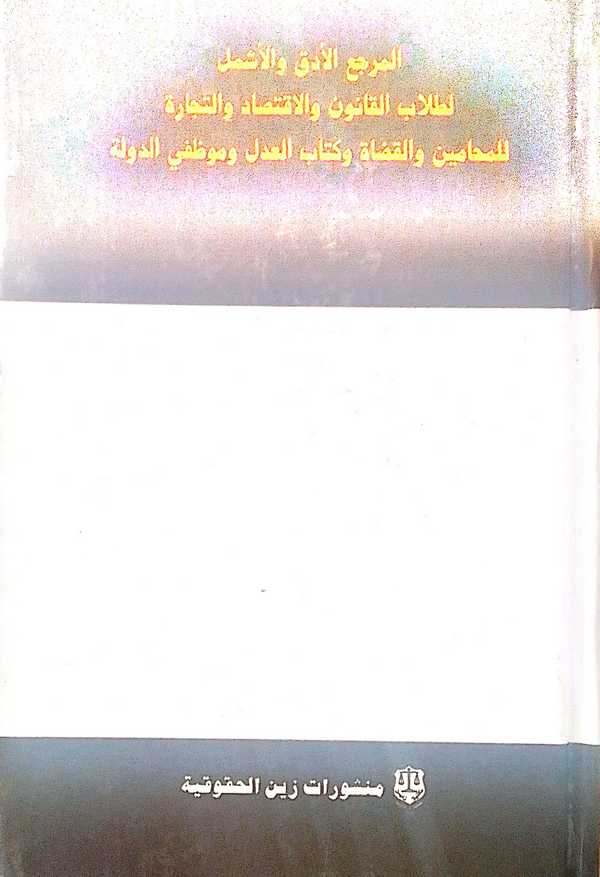 المرجع الأدق والأشمل
لطلاب القانون والاقتصاد والتجارة
للمحامين والقضاة وكتاب العدل وموظفي الدولة
منشورات زين الحقوقية